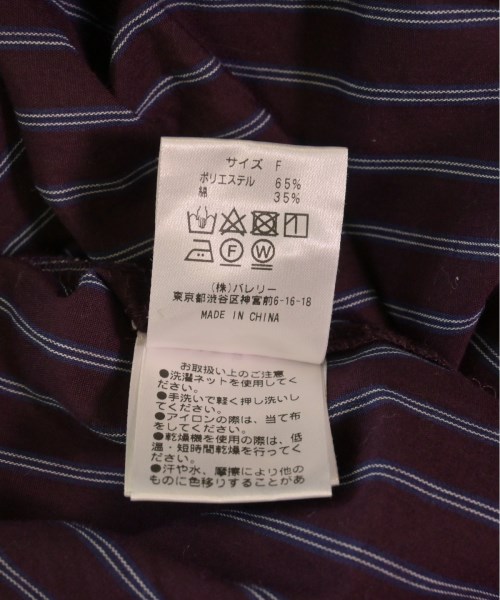 サイズ F
ポリエステル 65%
綿 35%
F W
(株)バレリー
東京都渋谷区神宮前6-16-18
MADE IN CHINA
お取扱い上のご注意
●洗濯ネットを使用してく
ださい。
●手洗いで軽く押し洗いし
てください。
●アイロンの際は、当て布
をしてください。
●乾燥機を使用の際は、低
温・短時間乾燥を行ってく
ださい。
●汗や水、摩擦により他の
ものに色移りすることがあ